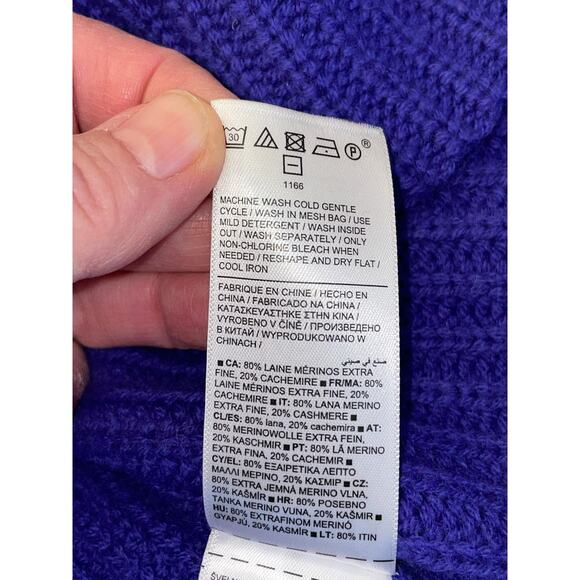 30 P ®
1166
MACHINE WASH COLD GENTLE
CYCLE / WASH IN MESH BAG / USE
MILD DETERGENT / WASH INSIDE
OUT / WASH SEPARATELY / ONLY
NON-CHLORINE BLEACH WHEN
NEEDED / RESHAPE AND DRY FLAT /
COOL IRON
FABRIQUE EN CHINE / HECHO EN
CHINA / FABRICADO NA CHINA /
ΚΑΤΑΣΚΕΥΑΣΤΗΚΕ ΣΤΗΝ ΚΙΝΑ /
VYROBENO V ČÍNĚ / ПРОИЗВЕДЕНО
В КИТАЙ / WYPRODUKOWANO W
CHINACH /
صنع في صيني
■ CA: 80% LAINE MÉRINOS EXTRA
FINE, 20% CACHEMIRE ■ FR/MA: 80%
LAINE MÉRINOS EXTRA FINE, 20%
CACHEMIRE ■ IT: 80% LANA MERINO
EXTRA FINE, 20% CASHMERE ■
CL/ES: 80% lana, 20% cachemira ■ AT:
80% MERINOWOLLE EXTRA FEIN,
20% KASCHMIR ■ PT: 80% LÃ MERINO
EXTRA FINA, 20% CACHEMIR ■
CY/EL: 80% ΕΞΑΙΡΕΤΙΚΑ ΛΕΠΤΟ
ΜΑΛΛΙ ΜΕΡΙΝΟ, 20% ΚΑΣΜΙΡ ■ CZ:
80% EXTRA JEMNÁ MERINO VLNA,
20% KAŠMÍR ■ HR: 80% POSEBNO
TANKA MERINO VUNA, 20% KAŠMIR ■
HU: 80% EXTRAFINOM MERINÓ
GYAPJÚ, 20% KASMÍR ■ LT: 80% ITIN